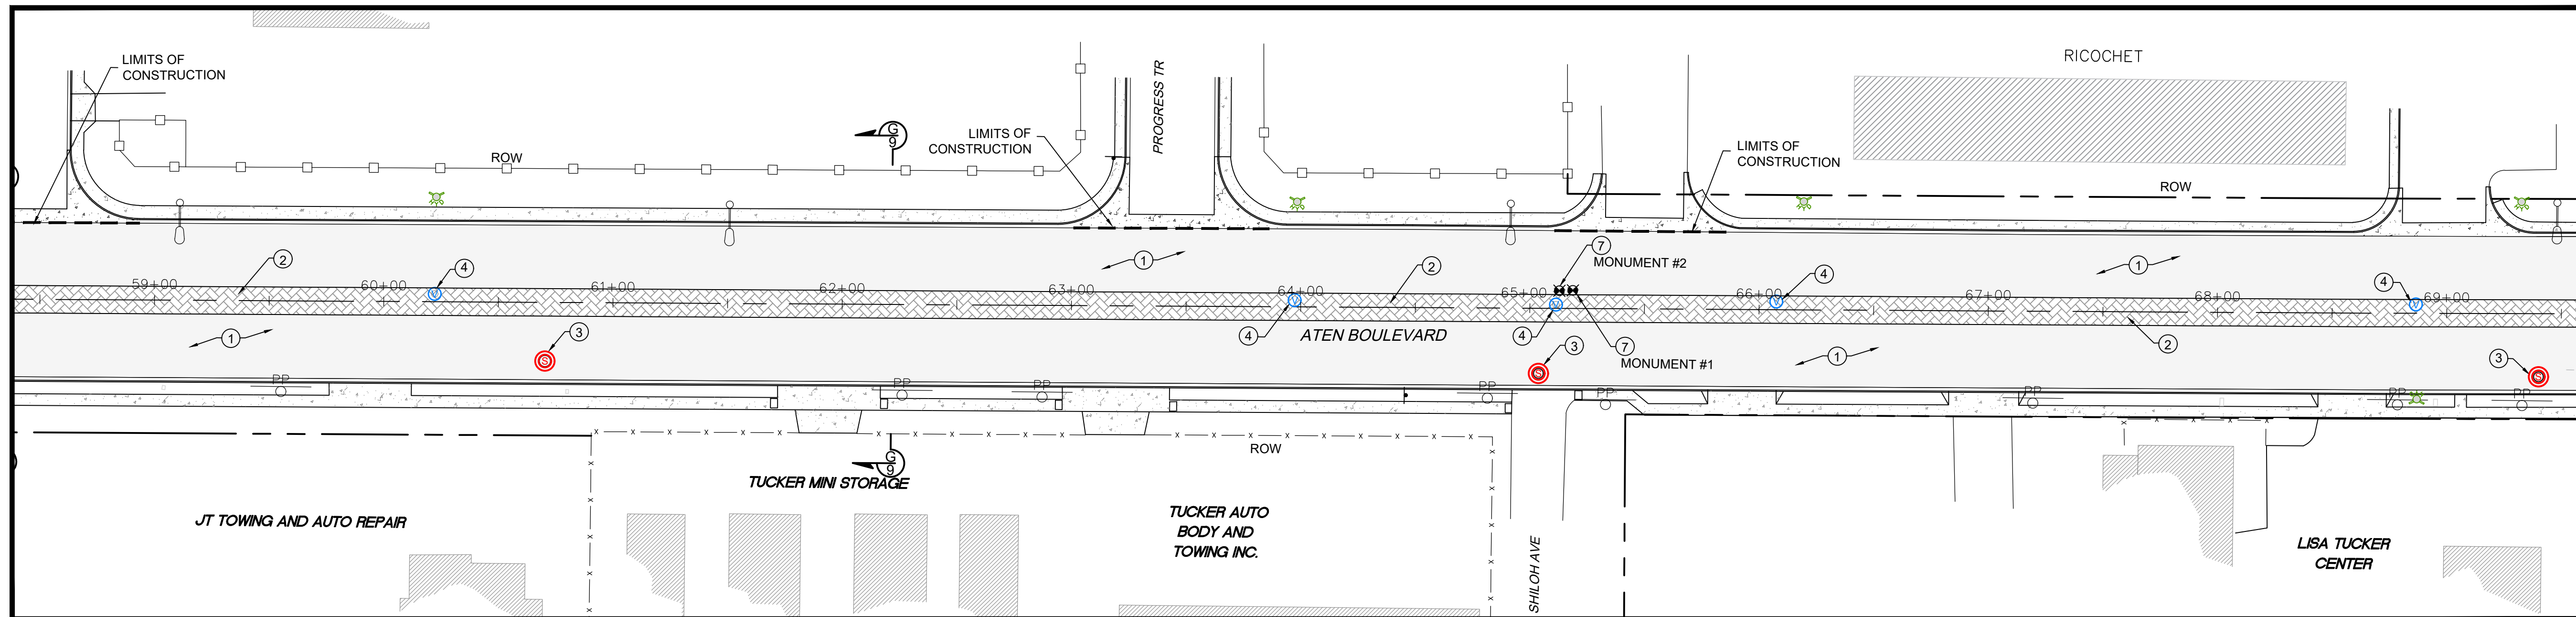 RICOCHET
LIMITS OF
CONSTRUCTION
PROGRESS TR
G
9
LIMITS OF
CONSTRUCTION
LIMITS OF
CONSTRUCTION
ROW
ROW
7
MONUMENT #2
2
4
1
2
4
1
4
59+00
60+00
61+00
62+00
63+00
64+00
65+00
66+00
67+00
68+00
69+00
V
V
V
V
V
1
3
4
ATEN BOULEVARD
4
3
7
MONUMENT #1
1
2
3
S
S
S
PP
PP
PP
PP
PP
PP
PP
PP
ROW
G
9
TUCKER MINI STORAGE
JT TOWING AND AUTO REPAIR
TUCKER AUTO
BODY AND
TOWING INC.
SHILOH AVE
LISA TUCKER
CENTER